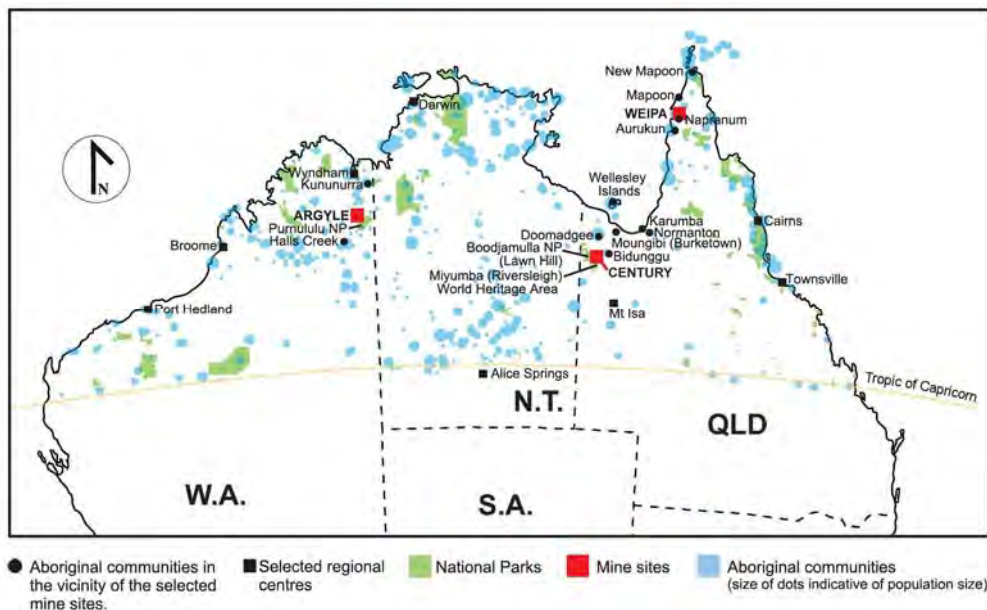 New Mapoon
Mapoon
WEIPA
Napranum
Aurukun
Darwin
Wyndham
Kununurra
Wellesley
Islands
ARGYLE
Purnululu NP
Halls Creek
Karumba
Normanton
Doomadgee
Moungibi (Burketown)
Cairns
Broome
Boodjamulla NP
(Lawn Hill)
Bidunggu
CENTURY
Miyumba (Riversleigh)
World Heritage Area
Townsville
Port Hedland
Mt Isa
Alice Springs
Tropic of Capricorn
N.T.
QLD
W.A.
S.A.
N
Aboriginal communities in
the vicinity of the selected
mine sites.
Selected regional
centres
National Parks
Mine sites
Aboriginal communities
(size of dots indicative of population size)